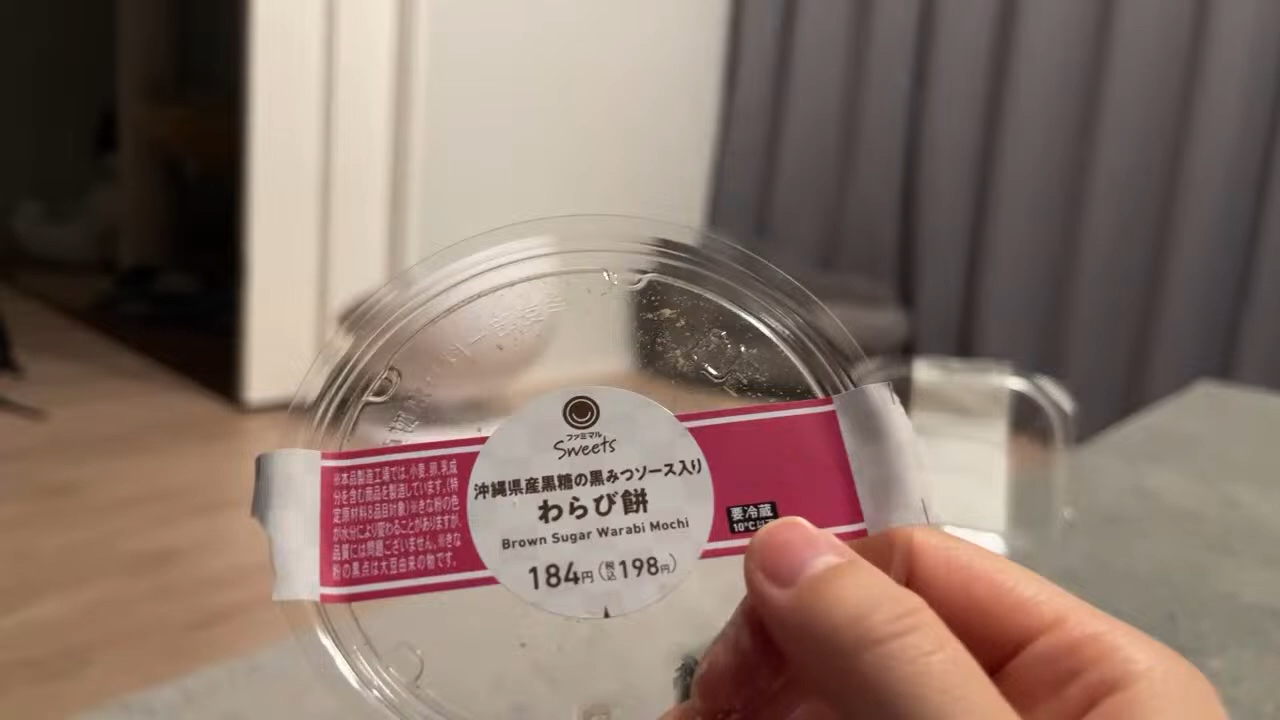 ファミマル
Sweets
沖縄県産黒糖の黒みつソース入り
わらび餅
Brown Sugar Warabi Mochi
184円(税込198円)
※本品製造工場では、小麦、卵、乳成
分を含む商品を製造しています。(特
定原材料8品目対象)※きな粉の色
が水分により変わることがありますが、
品質には問題ございません。※きな
粉の黒点は大豆由来の物です。
要冷蔵
10℃以下